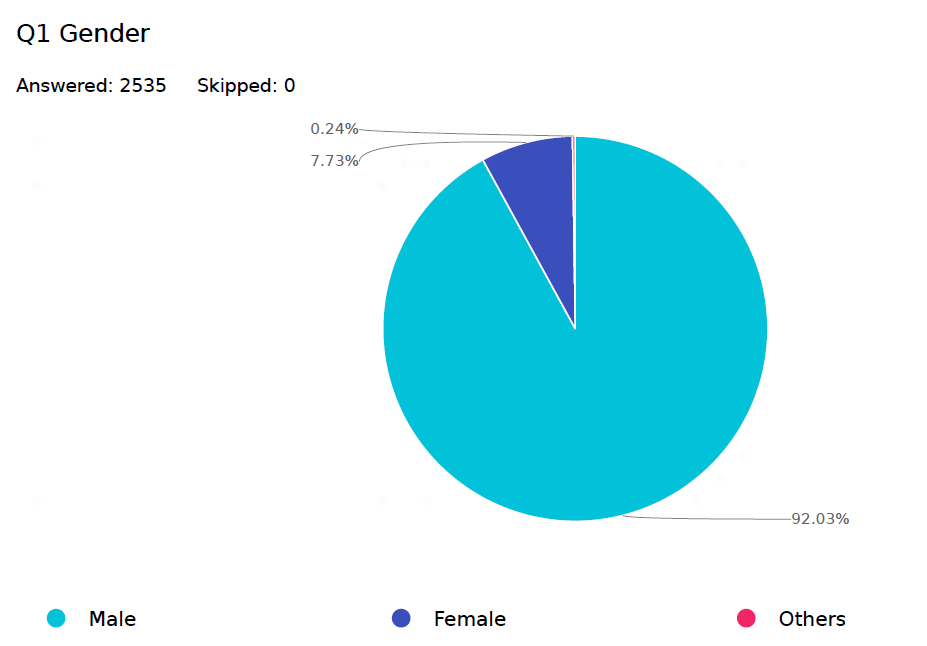 Q1 Gender
Answered: 2535 Skipped: 0
0.24%
7.73%
92.03%
Male Female Others